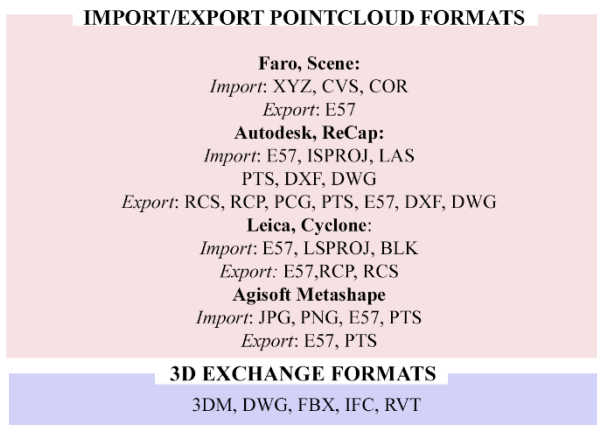 IMPORT/EXPORT POINTCLOUD FORMATS
Faro, Scene:
Import: XYZ, CVS, COR
Export: E57
Autodesk, ReCap:
Import: E57, ISPROJ, LAS
PTS, DXF, DWG
Export: RCS, RCP, PCG, PTS, E57, DXF, DWG
Leica, Cyclone:
Import: E57, LSPROJ, BLK
Export: E57,RCP, RCS
Agisoft Metashape
Import: JPG, PNG, E57, PTS
Export: E57, PTS
3D EXCHANGE FORMATS
3DM, DWG, FBX, IFC, RVT